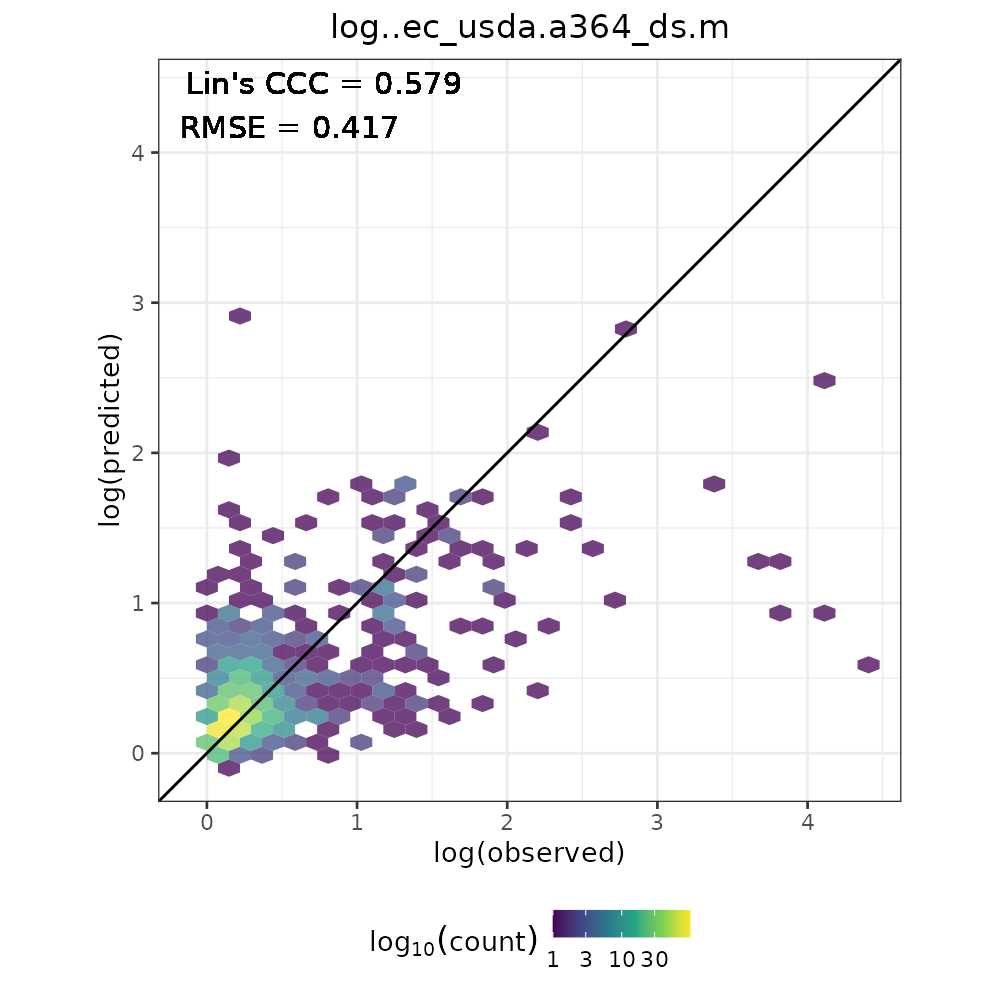 log..ec_usda.a364_ds.m
Lin's CCC = 0.579
RMSE = 0.417
4
3
2
1
0
log(predicted)
0 1 2 3 4
log(observed)
log10(count)
1 3 10 30